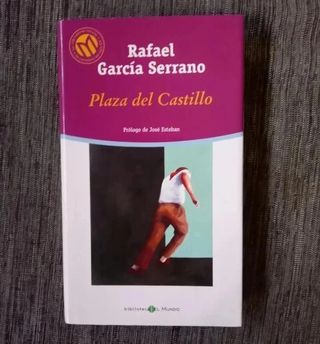 Rafael
García Serrano
Plaza del Castillo
Prólogo de José Esteban
biblioteca EL MUNDO